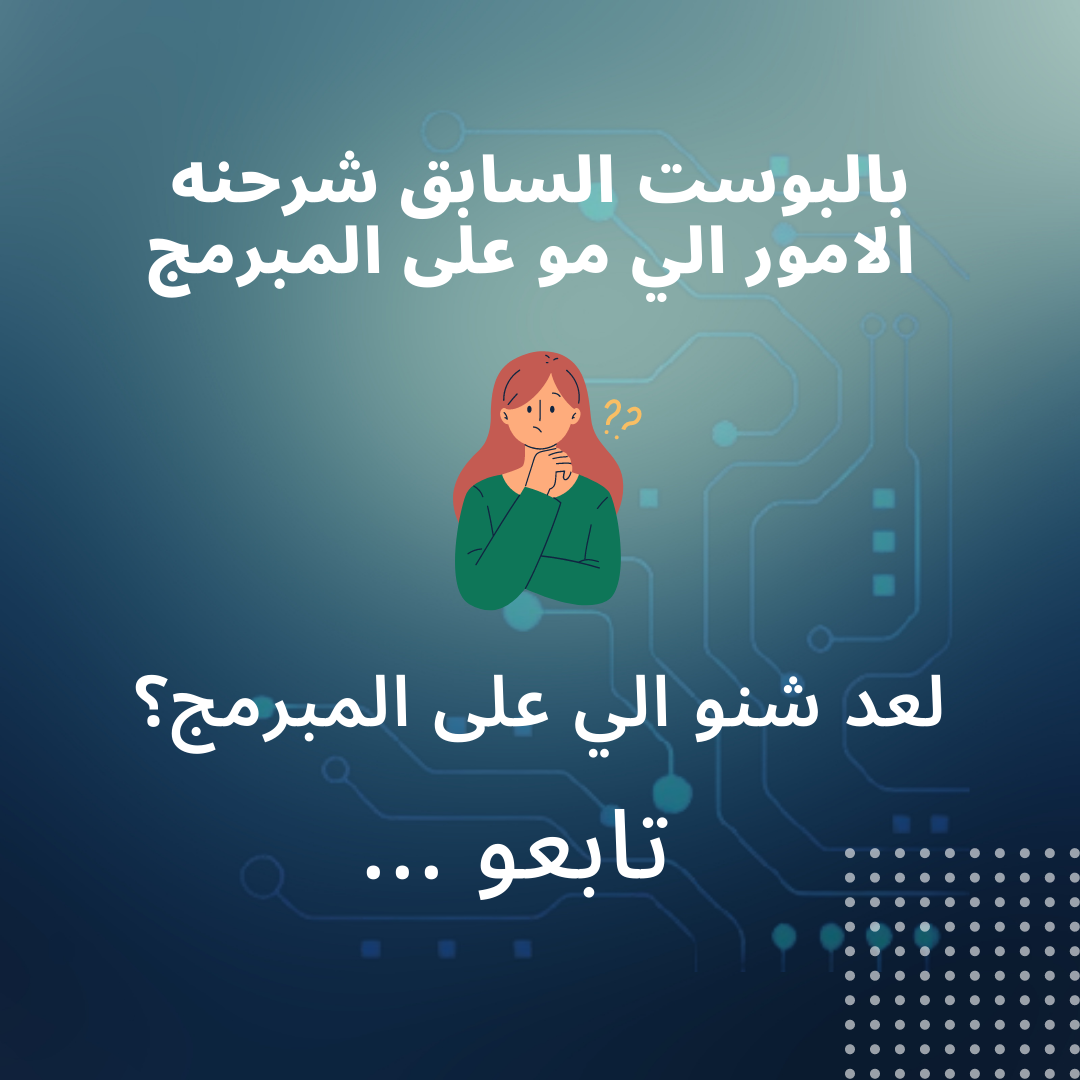 بالبوست السابق شرحنه
الامور الي مو على المبرمج
??
لعد شنو الي على المبرمج؟
تابعو ...